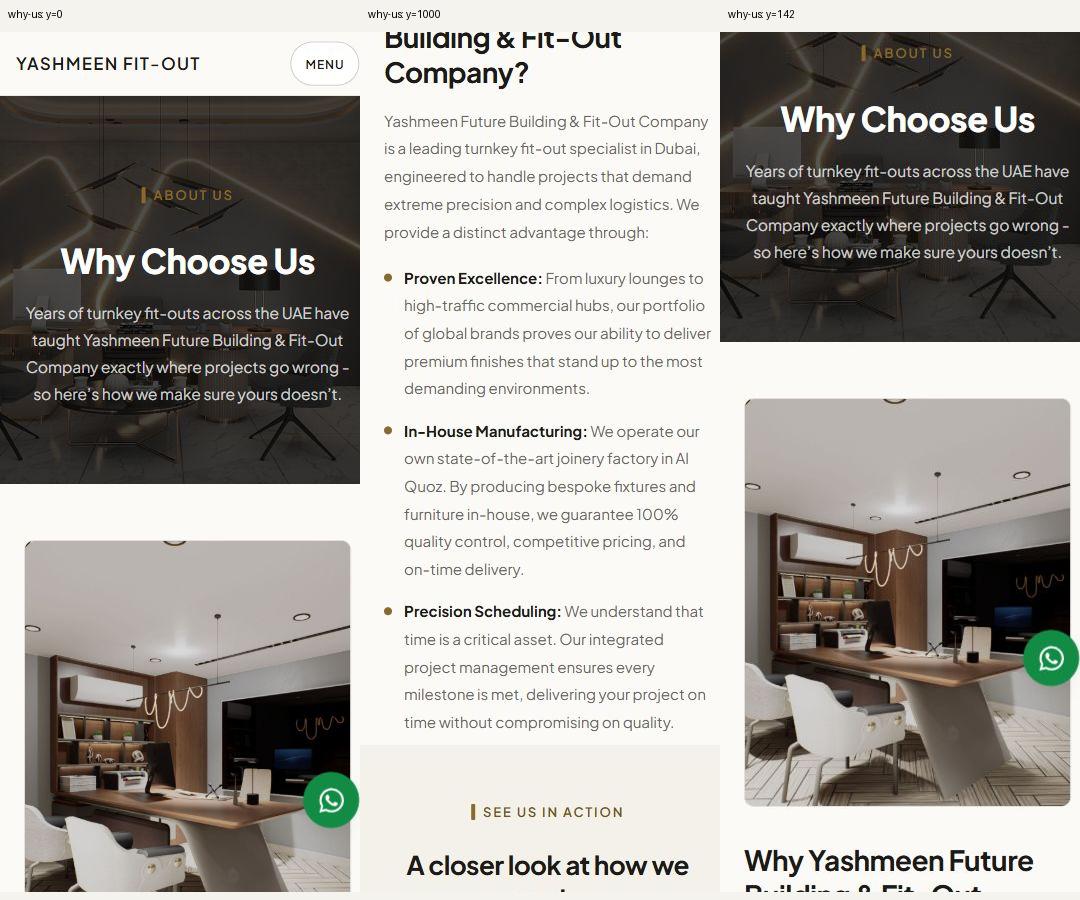 why-us: y=0
YASHMEEN FIT-OUT
MENU
ABOUT US
Why Choose Us
Years of turnkey fit-outs across the UAE have
taught Yashmeen Future Building & Fit-Out
Company exactly where projects go wrong -
so here's how we make sure yours doesn't.
why-us: y=1000
Building & Fit-Out
Company?
Yashmeen Future Building & Fit-Out Company
is a leading turnkey fit-out specialist in Dubai,
engineered to handle projects that demand
extreme precision and complex logistics. We
provide a distinct advantage through:
Proven Excellence: From luxury lounges to
high-traffic commercial hubs, our portfolio
of global brands proves our ability to deliver
premium finishes that stand up to the most
demanding environments.
In-House Manufacturing: We operate our
own state-of-the-art joinery factory in Al
Quoz. By producing bespoke fixtures and
furniture in-house, we guarantee 100%
quality control, competitive pricing, and
on-time delivery.
Precision Scheduling: We understand that
time is a critical asset. Our integrated
project management ensures every
milestone is met, delivering your project on
time without compromising on quality.
SEE US IN ACTION
A closer look at how we
why-us: y=142
ABOUT US
Why Choose Us
Years of turnkey fit-outs across the UAE have
taught Yashmeen Future Building & Fit-Out
Company exactly where projects go wrong -
so here's how we make sure yours doesn't.
Why Yashmeen Future
Building & Fit-Out